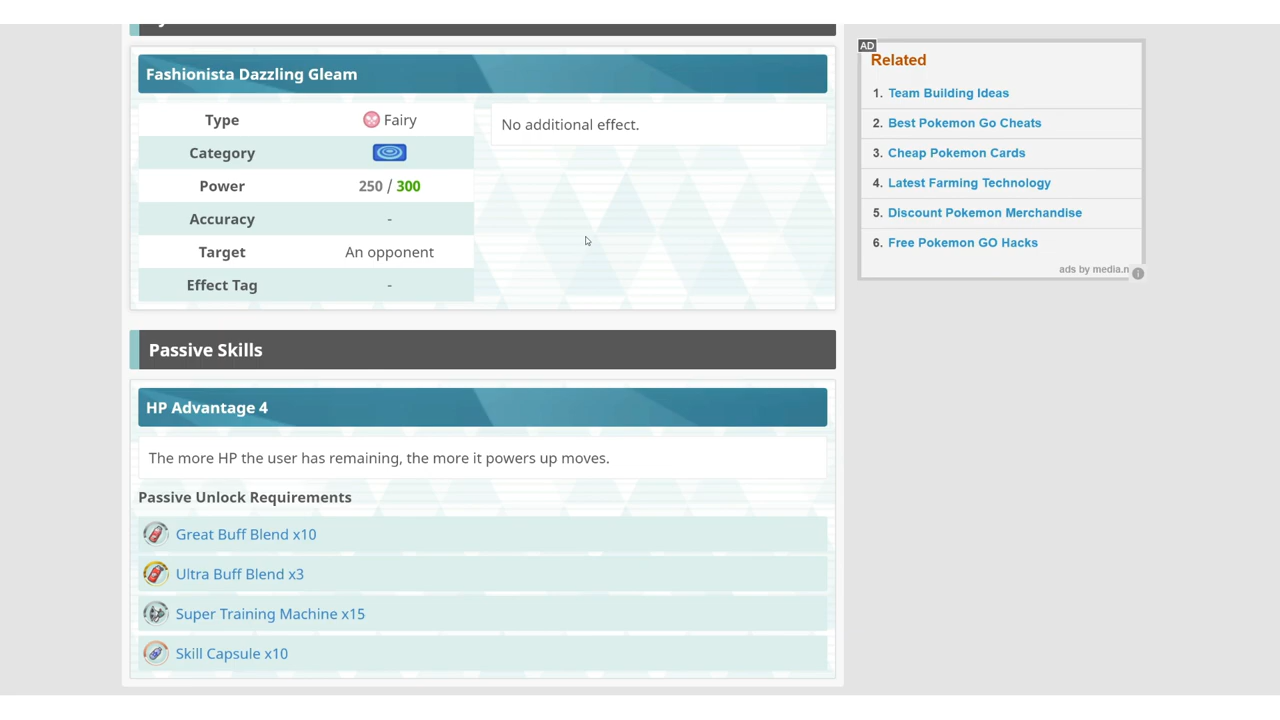 Fashionista Dazzling Gleam
Type Fairy
No additional effect.
Category
Power 250 / 300
Accuracy -
Target An opponent
Effect Tag -
Passive Skills
HP Advantage 4
The more HP the user has remaining, the more it powers up moves.
Passive Unlock Requirements
Great Buff Blend x10
Ultra Buff Blend x3
Super Training Machine x15
Skill Capsule x10
AD
Related
1. Team Building Ideas
2. Best Pokemon Go Cheats
3. Cheap Pokemon Cards
4. Latest Farming Technology
5. Discount Pokemon Merchandise
6. Free Pokemon GO Hacks
ads by media.n